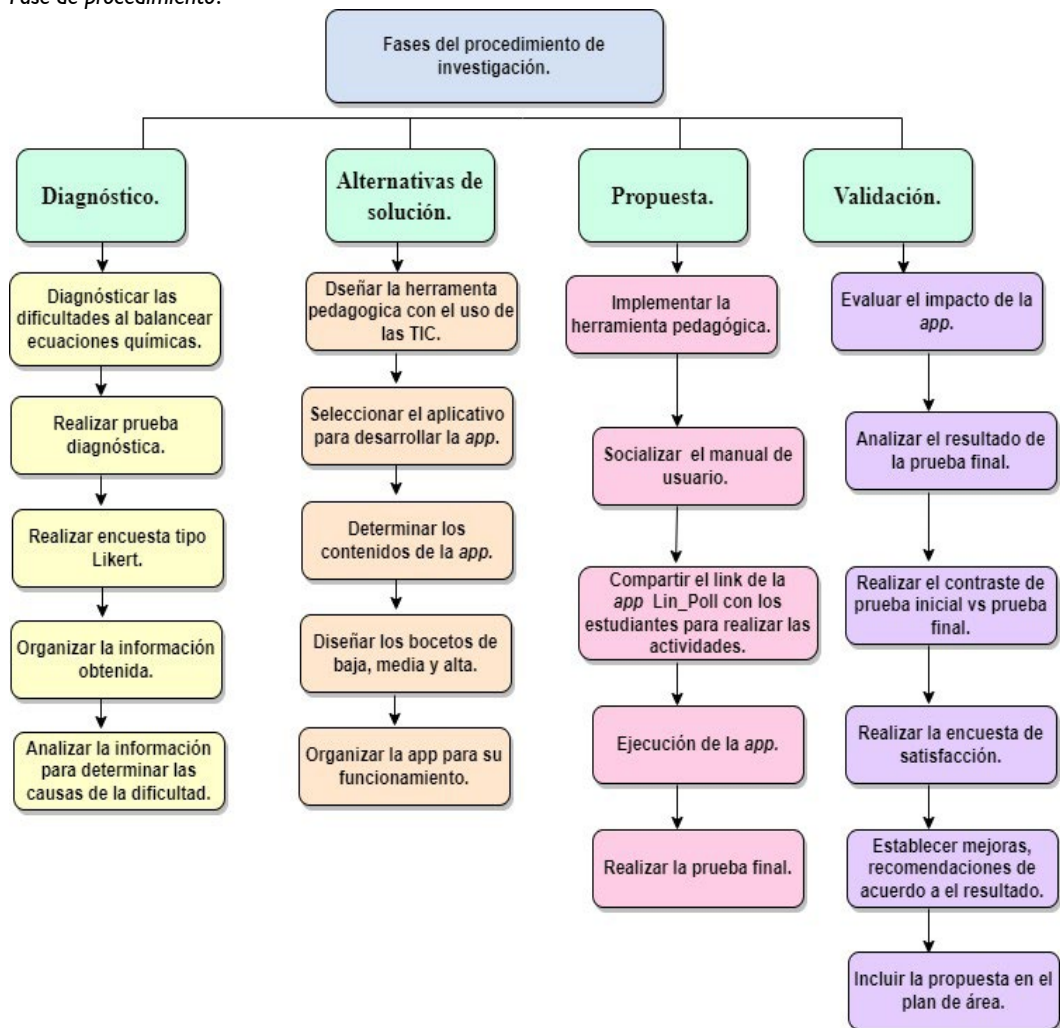 Fase de procedimiento.
Fases del procedimiento de
investigación.
Diagnóstico.
Alternativas de
solución.
Propuesta.
Validación.
Diagnósticar las
dificultades al balancear
ecuaciones químicas.
Realizar prueba
diagnóstica.
Realizar encuesta tipo
Likert.
Organizar la información
obtenida.
Analizar la información
para determinar las
causas de la dificultad.
Dseñar la herramenta
pedagogica con el uso de
las TIC.
Seleccionar el aplicativo
para desarrollar la app.
Determinar los
contenidos de la app.
Diseñar los bocetos de
baja, media y alta.
Organizar la app para su
funcionamiento.
Implementar la
herramienta pedagógica.
Socializar el manual de
usuario.
Compartir el link de la
app Lin_Poll con los
estudiantes para realizar las
actividades.
Ejecución de la app.
Realizar la prueba final.
Evaluar el impacto de la
app.
Analizar el resultado de
la prueba final.
Realizar el contraste de
prueba inicial vs prueba
final.
Realizar la encuesta de
satisfacción.
Establecer mejoras,
recomendaciones de
acuerdo a el resultado.
Incluir la propuesta en el
plan de área.